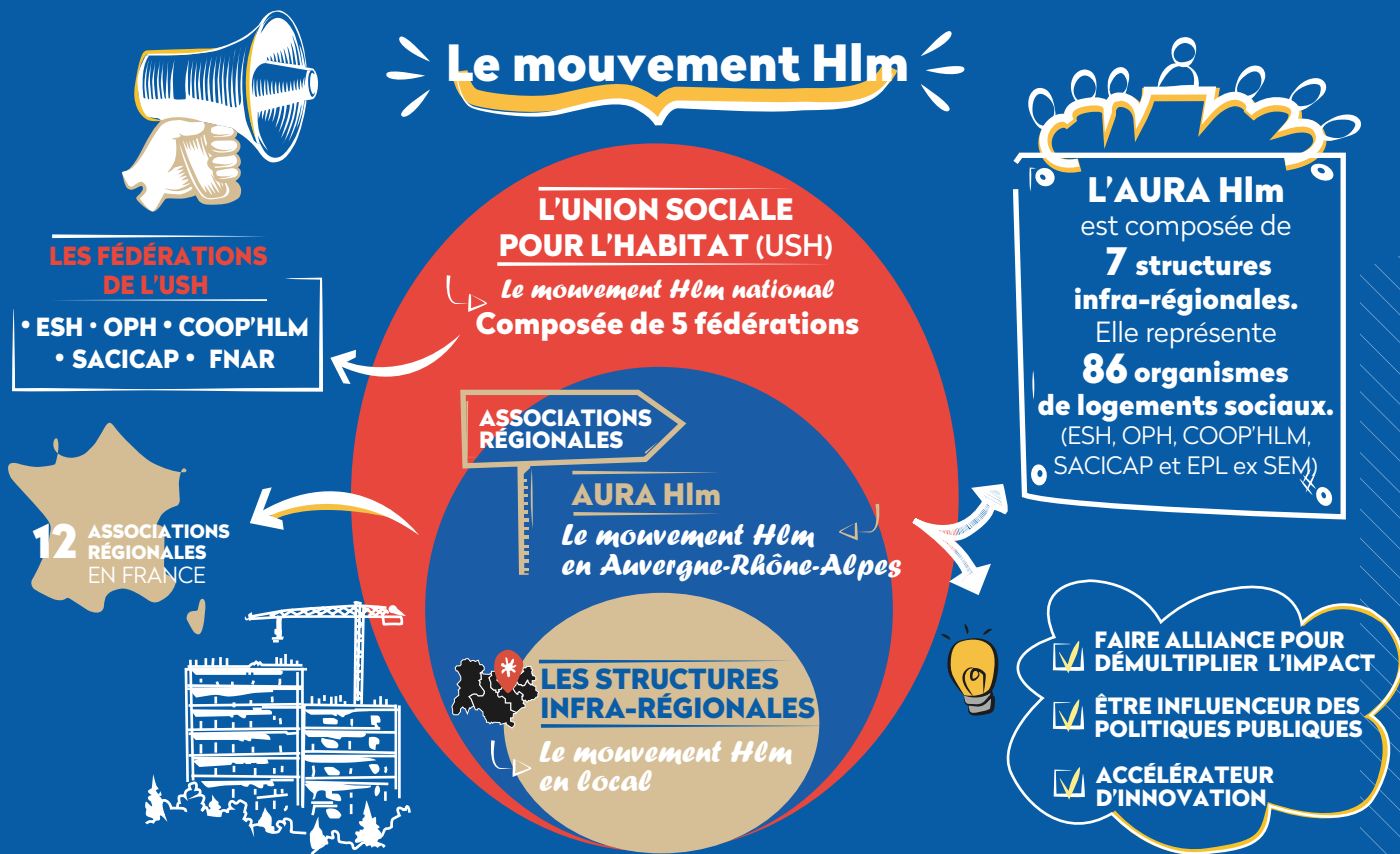 Le mouvement Hlm
LES FÉDÉRATIONS
DE L'USH
• ESH • OPH • COOP'HLM
• SACICAP • FNAR
12 ASSOCIATIONS
RÉGIONALES
EN FRANCE
L'UNION SOCIALE
POUR L'HABITAT (USH)
Le mouvement Hlm national
Composée de 5 fédérations
ASSOCIATIONS
RÉGIONALES
AURA Hlm
Le mouvement Hlm
en Auvergne-Rhône-Alpes
LES STRUCTURES
INFRA-RÉGIONALES
Le mouvement Hlm
en local
L'AURA Hlm
est composée de
7 structures
infra-régionales.
Elle représente
86 organismes
de logements sociaux.
(ESH, OPH, COOP'HLM,
SACICAP et EPL ex SEM)
FAIRE ALLIANCE POUR
DÉMULTIPLIER L'IMPACT
ÊTRE INFLUENCEUR DES
POLITIQUES PUBLIQUES
ACCÉLÉRATEUR
D'INNOVATION